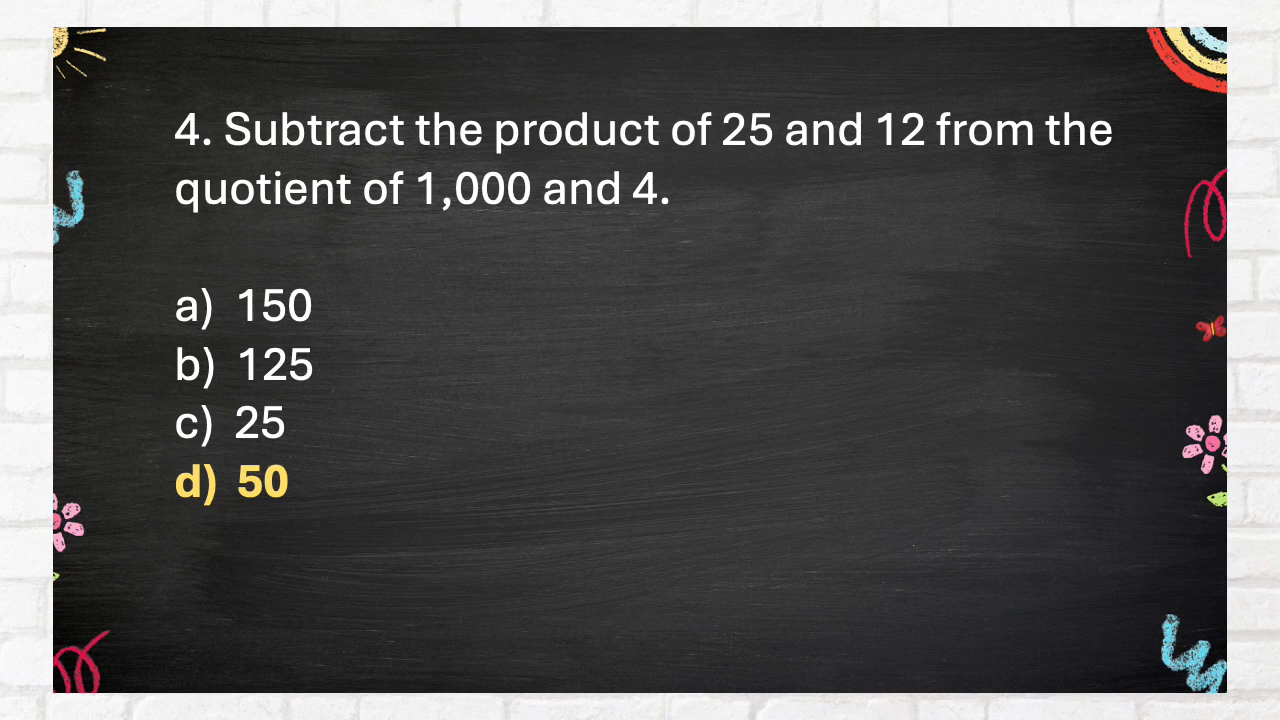 4. Subtract the product of 25 and 12 from the
quotient of 1,000 and 4.
a) 150
b) 125
c) 25
d) 50